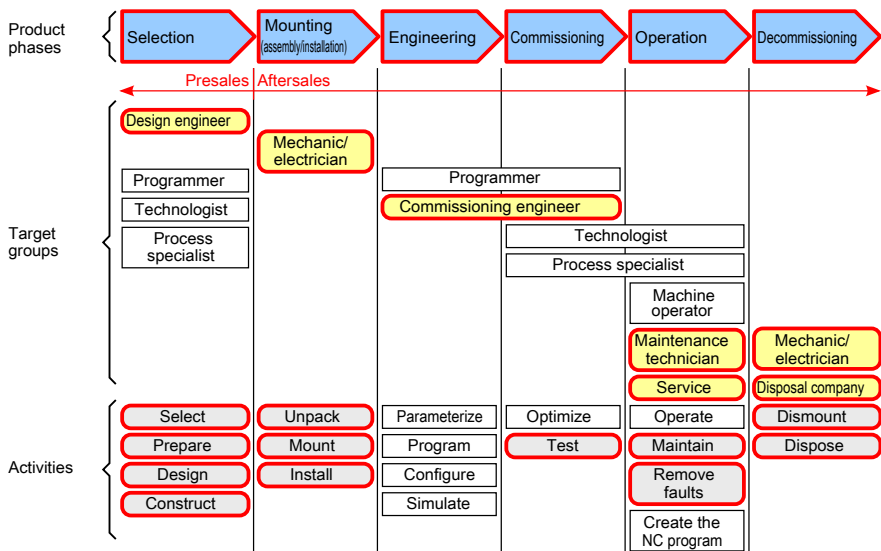 Product
phases
Selection
Mounting
(assembly/installation)
Engineering
Commissioning
Operation
Decommissioning
Presales
Aftersales
Target
groups
Design engineer
Mechanic/
electrician
Programmer
Programmer
Commissioning engineer
Technologist
Technologist
Process
specialist
Process specialist
Machine
operator
Maintenance
technician
Mechanic/
electrician
Service
Disposal company
Activities
Select
Unpack
Parameterize
Optimize
Operate
Dismount
Prepare
Mount
Program
Test
Maintain
Dispose
Design
Install
Configure
Remove
faults
Construct
Simulate
Create the
NC program